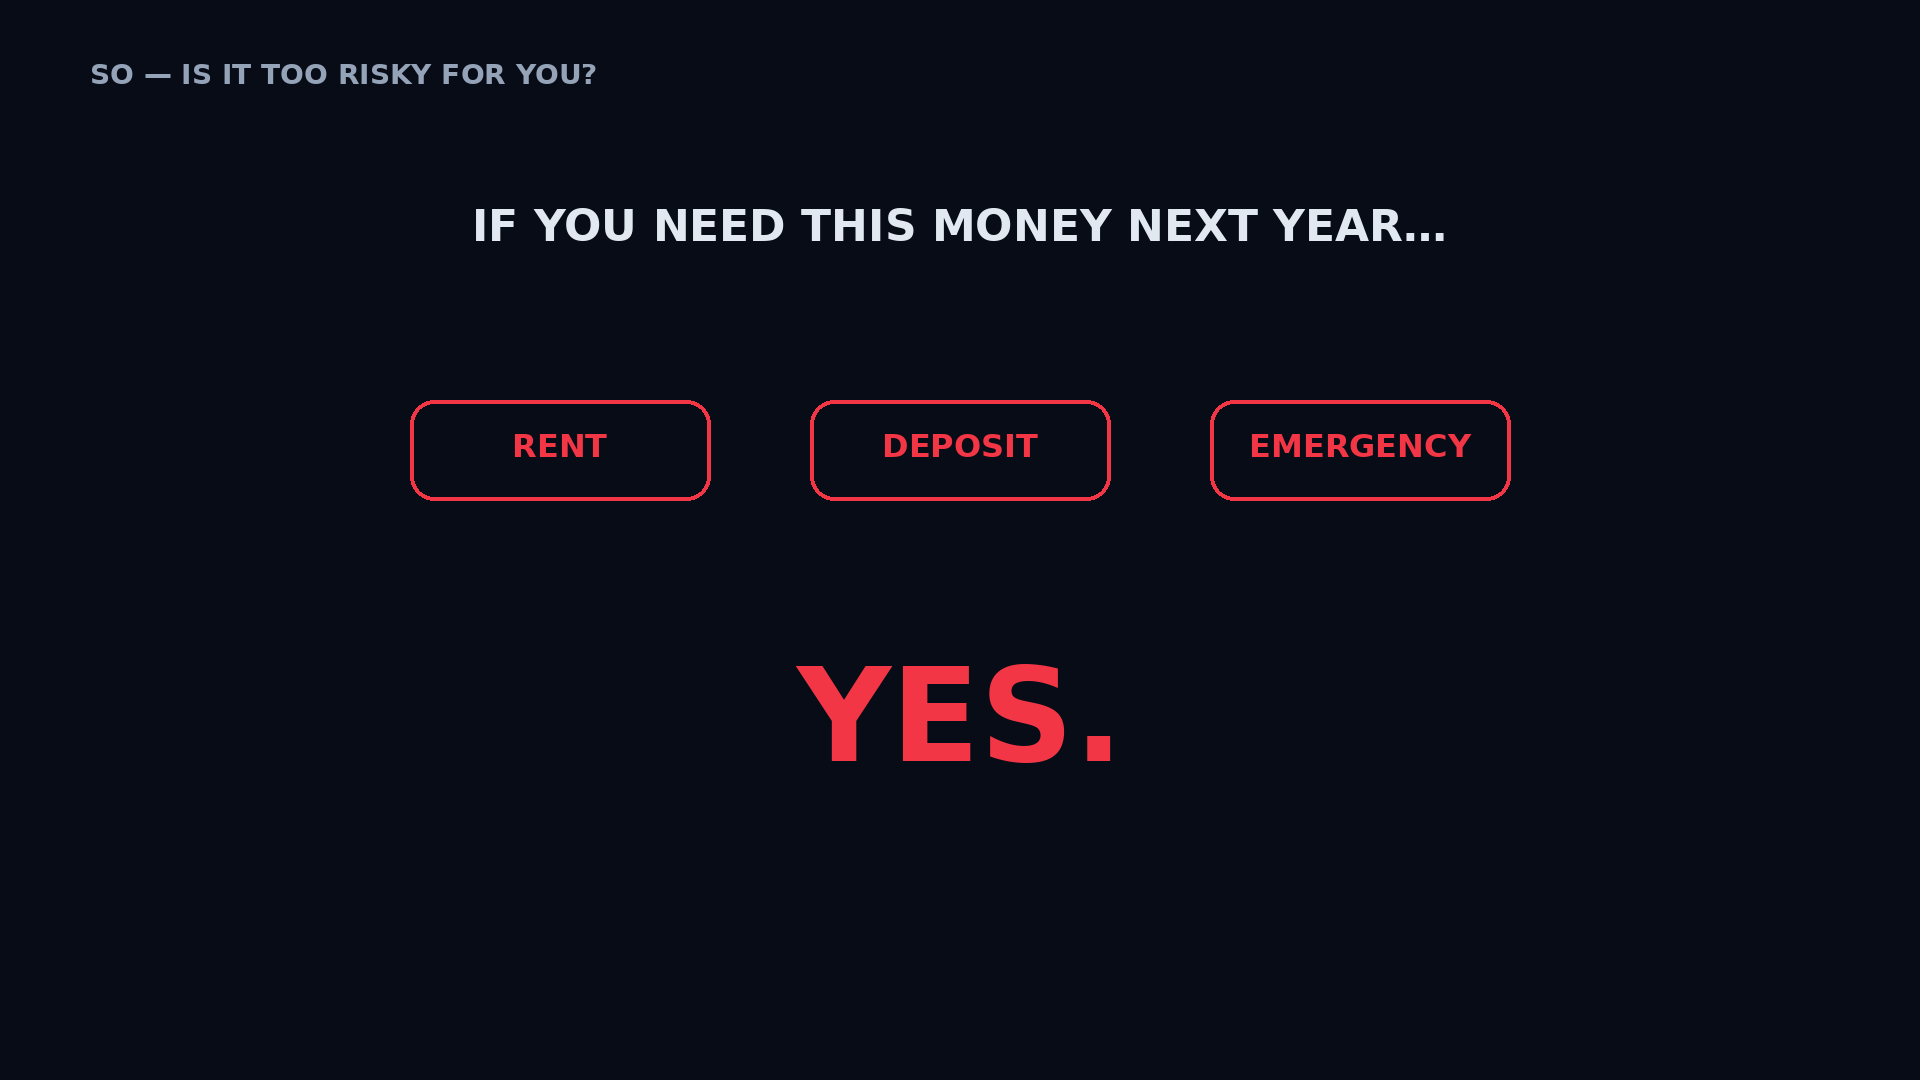 SO — IS IT TOO RISKY FOR YOU?
IF YOU NEED THIS MONEY NEXT YEAR…
RENT
DEPOSIT
EMERGENCY
YES.